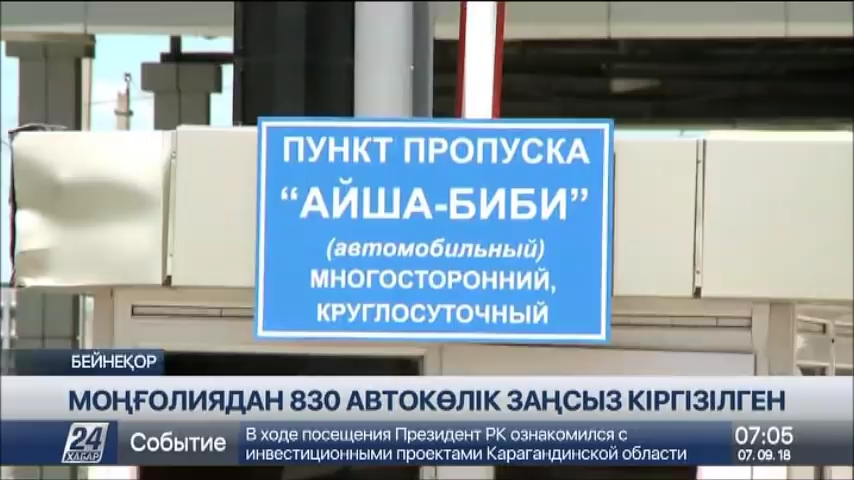 ПУНКТ ПРОПУСКА
“АЙША-БИБИ”
(автомобильный)
МНОГОСТОРОННИЙ,
КРУГЛОСУТОЧНЫЙ
БЕЙНЕҚОР
МОҢҒОЛИЯДАН 830 АВТОКӨЛІК ЗАҢСЫЗ КІРГІЗІЛГЕН
24
ХАБАР
Событие
В ходе посещения Президент РК ознакомился с
инвестиционными проектами Карагандинской области
07:05
07.09.18